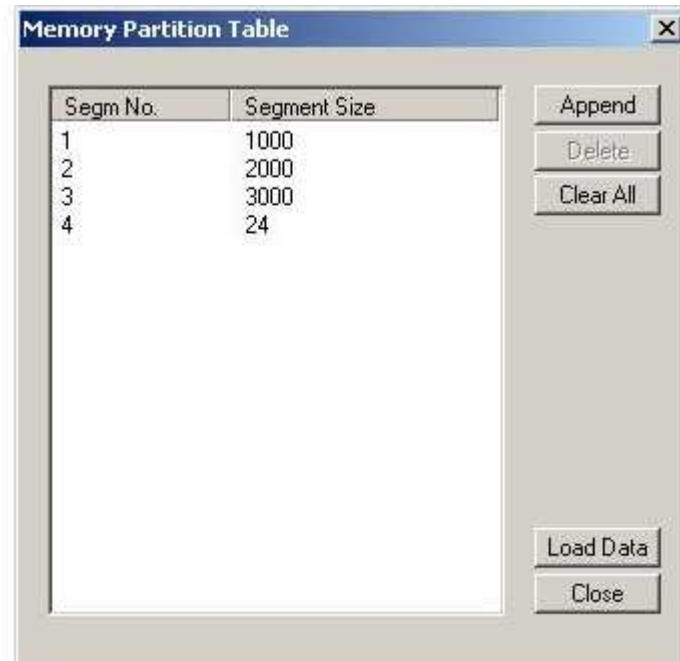 Memory Partition Table
Segm No. Segment Size
1 1000
2 2000
3 3000
4 24
Append
Delete
Clear All
Load Data
Close